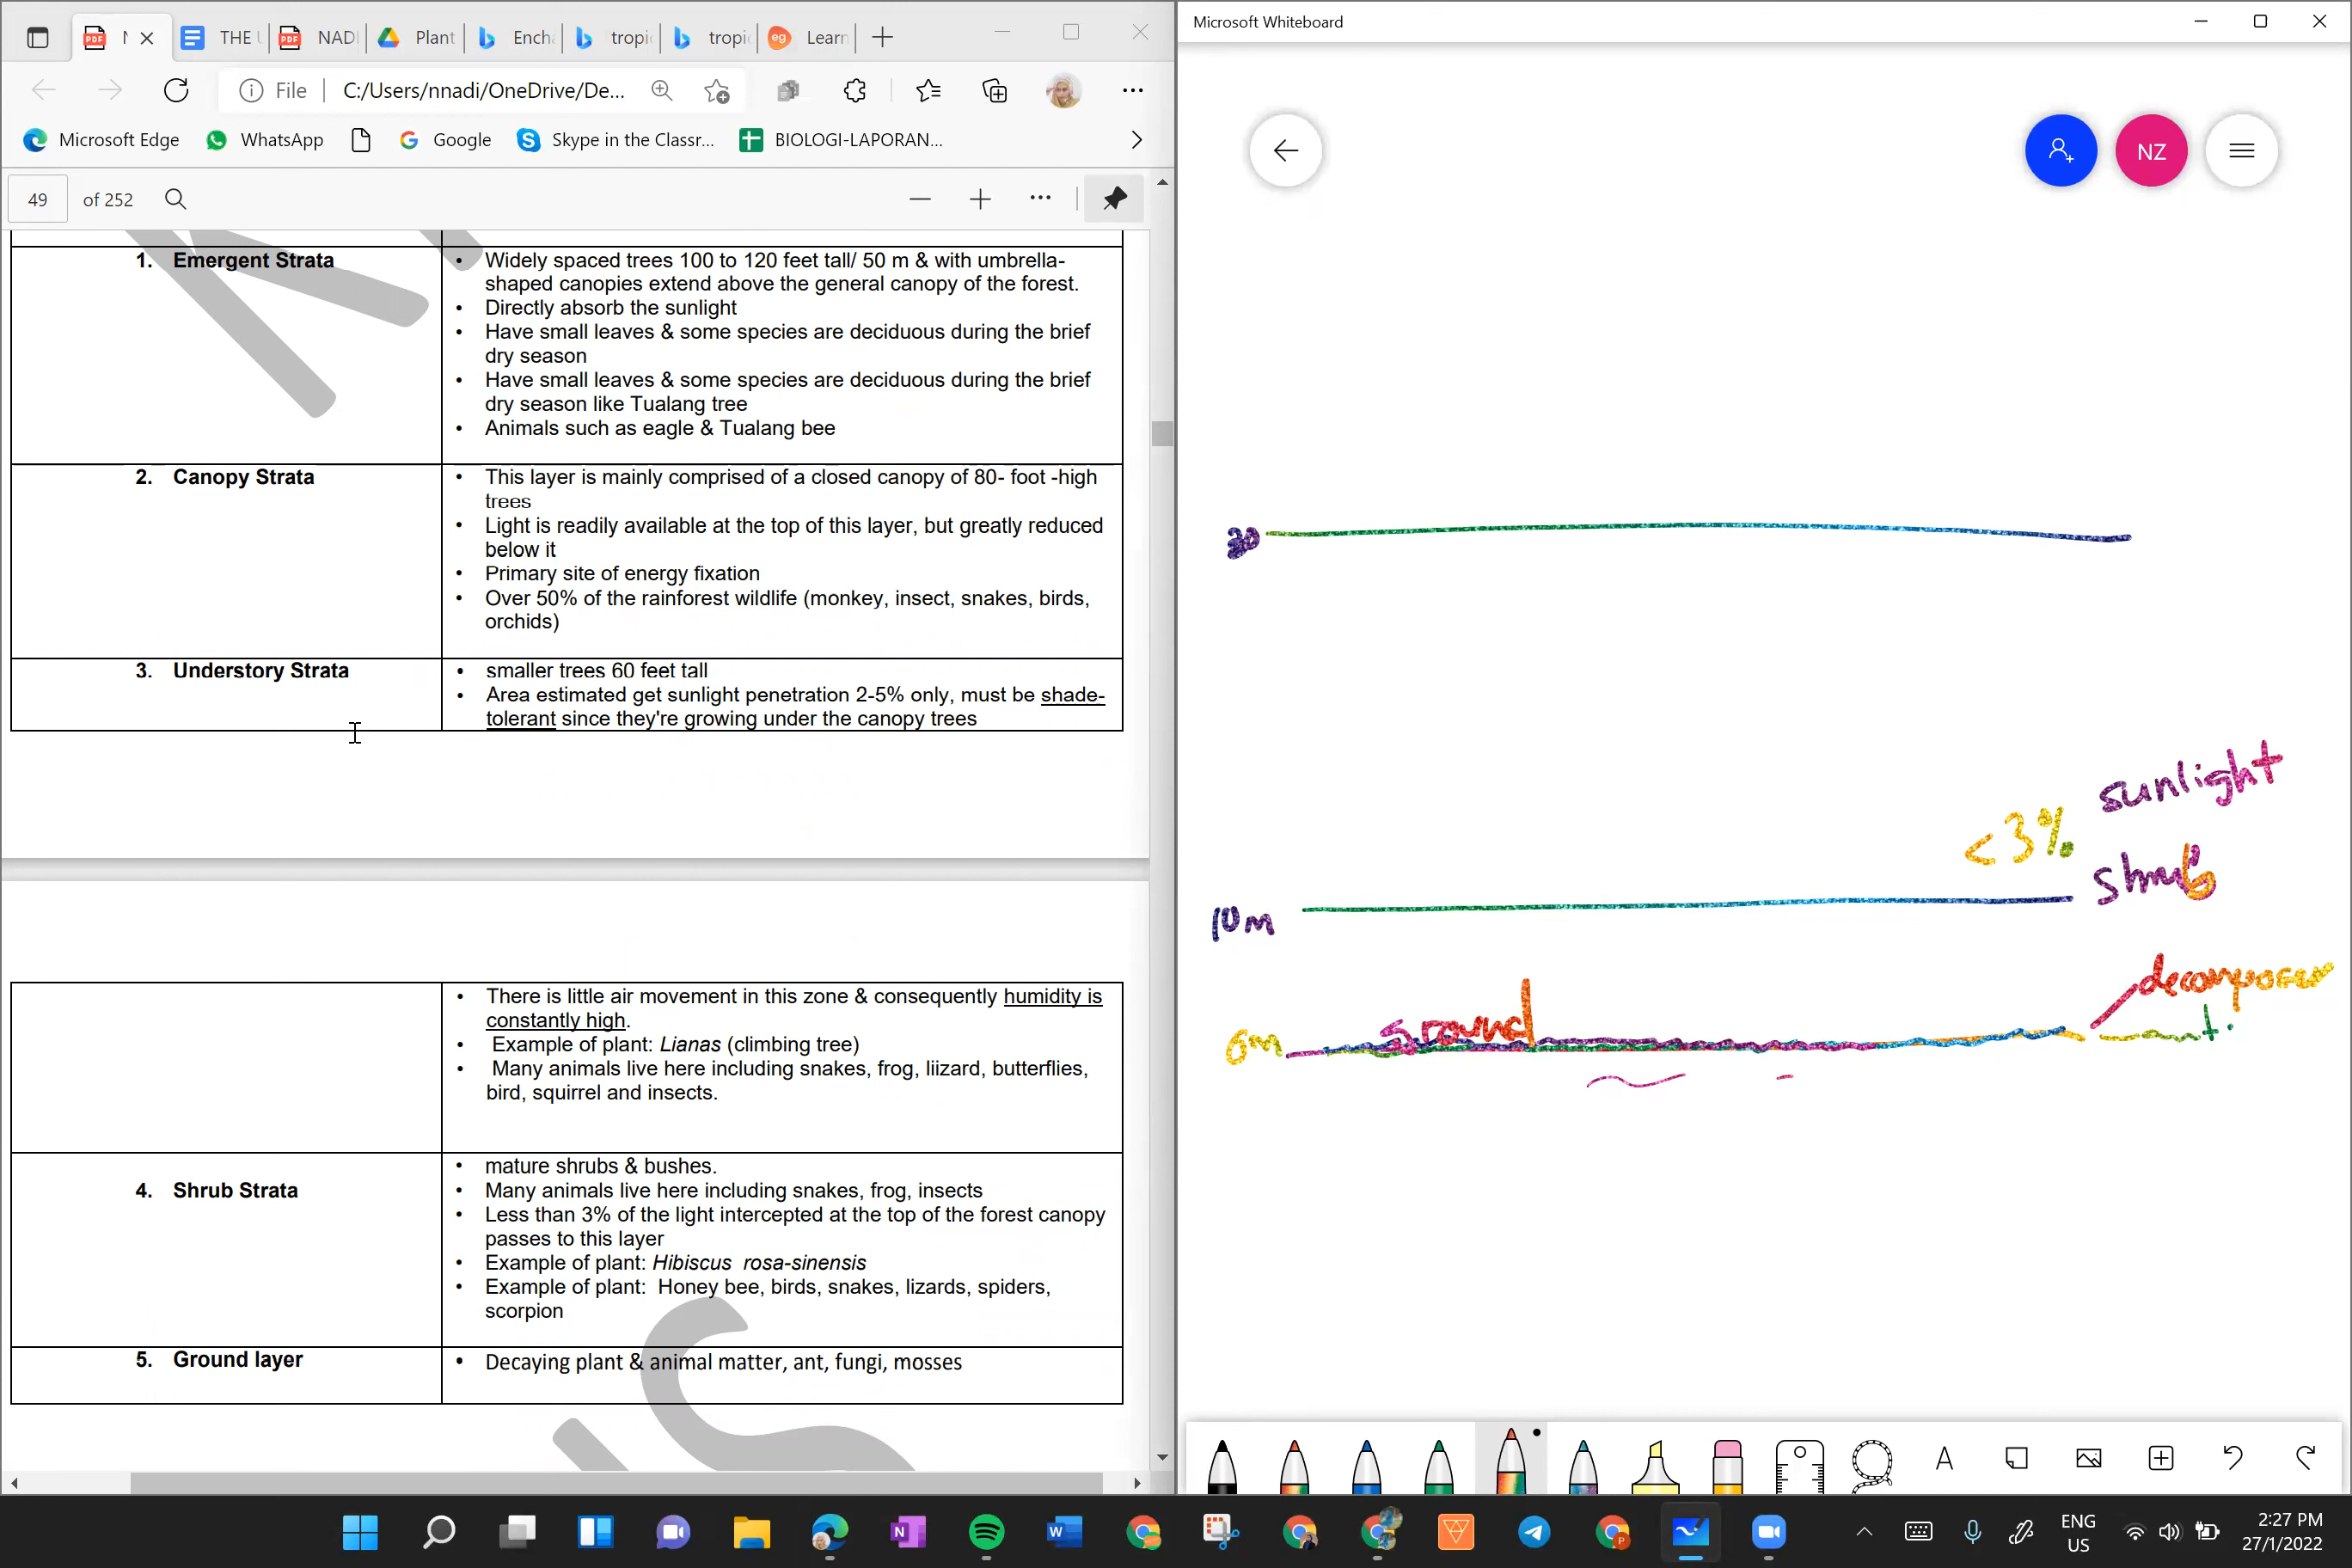 N
THE U
NADI
Plant
Encha
tropic
tropic
Learn
File
C:/Users/nnadi/OneDrive/De...
Microsoft Edge
WhatsApp
Google
Skype in the Classr...
BIOLOGI-LAPORAN...
49 of 252
1. Emergent Strata
• Widely spaced trees 100 to 120 feet tall/ 50 m & with umbrella-
shaped canopies extend above the general canopy of the forest.
• Directly absorb the sunlight
• Have small leaves & some species are deciduous during the brief
dry season
• Have small leaves & some species are deciduous during the brief
dry season like Tualang tree
• Animals such as eagle & Tualang bee
2. Canopy Strata
• This layer is mainly comprised of a closed canopy of 80- foot -high
trees
• Light is readily available at the top of this layer, but greatly reduced
below it
• Primary site of energy fixation
• Over 50% of the rainforest wildlife (monkey, insect, snakes, birds,
orchids)
3. Understory Strata
• smaller trees 60 feet tall
• Area estimated get sunlight penetration 2-5% only, must be shade-
tolerant since they're growing under the canopy trees
• There is little air movement in this zone & consequently humidity is
constantly high.
• Example of plant: Lianas (climbing tree)
• Many animals live here including snakes, frog, liizard, butterflies,
bird, squirrel and insects.
4. Shrub Strata
• mature shrubs & bushes.
• Many animals live here including snakes, frog, insects
• Less than 3% of the light intercepted at the top of the forest canopy
passes to this layer
• Example of plant: Hibiscus rosa-sinensis
• Example of plant: Honey bee, birds, snakes, lizards, spiders,
scorpion
5. Ground layer
• Decaying plant & animal matter, ant, fungi, mosses
Microsoft Whiteboard
NZ
sunlight
<3%
shrub
10m
decomposer
ground
0m
A
ENG
US
2:27 PM
27/1/2022